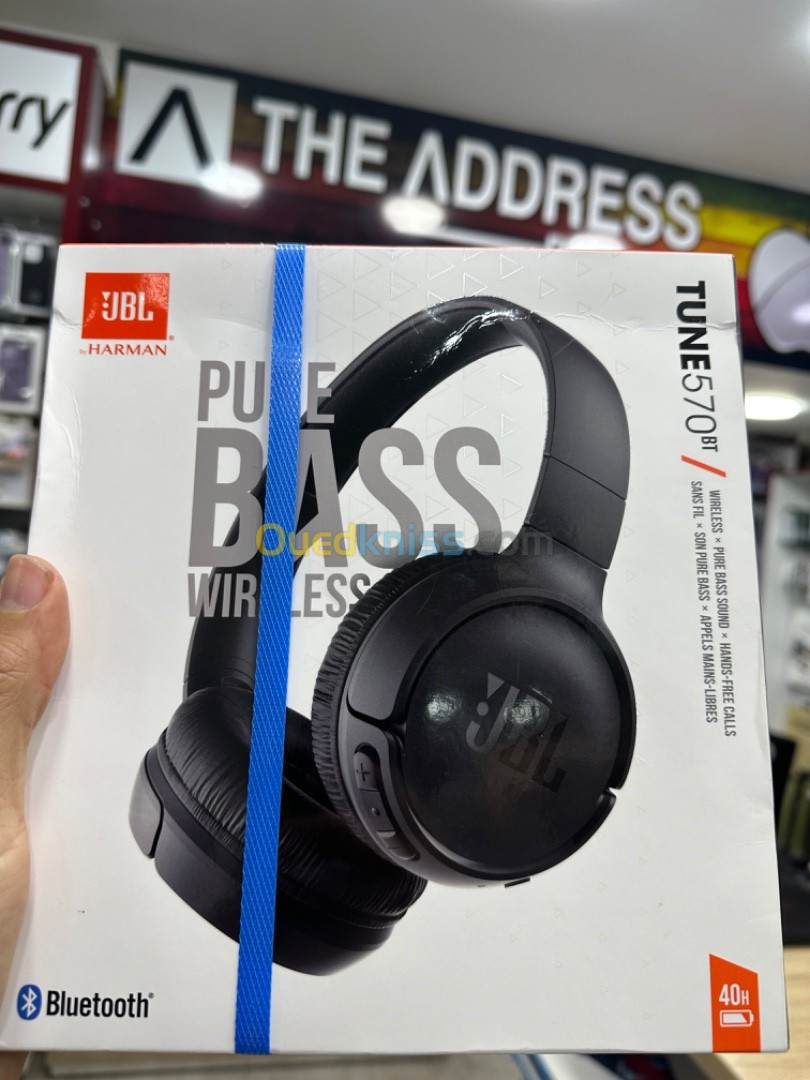 rry
THE ADDRESS
JBL
by HARMAN
PURE
BASS
WIRELESS
Ouedkniss.com
TUNE570BT
WIRELESS × PURE BASS SOUND × HANDS-FREE CALLS
SANS FIL × SON PURE BASS × APPELS MAINS-LIBRES
JBL
Bluetooth®
40H